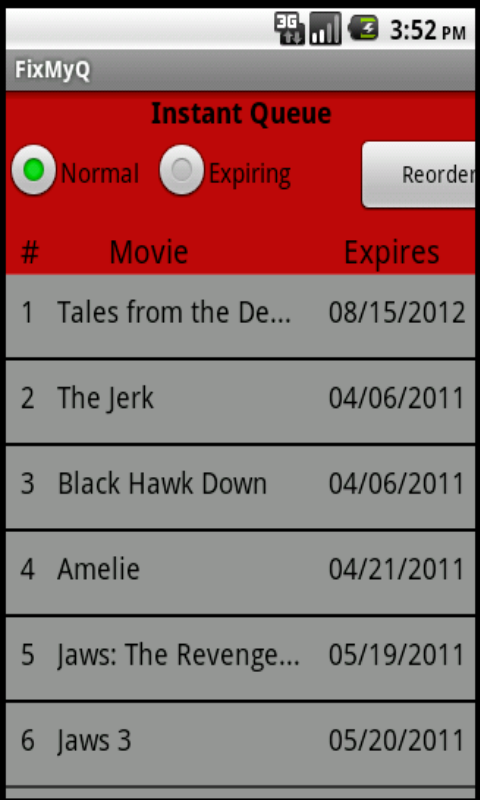 3G 3:52 PM
FixMyQ
Instant Queue
Normal Expiring Reorder
# Movie Expires
1 Tales from the De... 08/15/2012
2 The Jerk 04/06/2011
3 Black Hawk Down 04/06/2011
4 Amelie 04/21/2011
5 Jaws: The Revenge... 05/19/2011
6 Jaws 3 05/20/2011